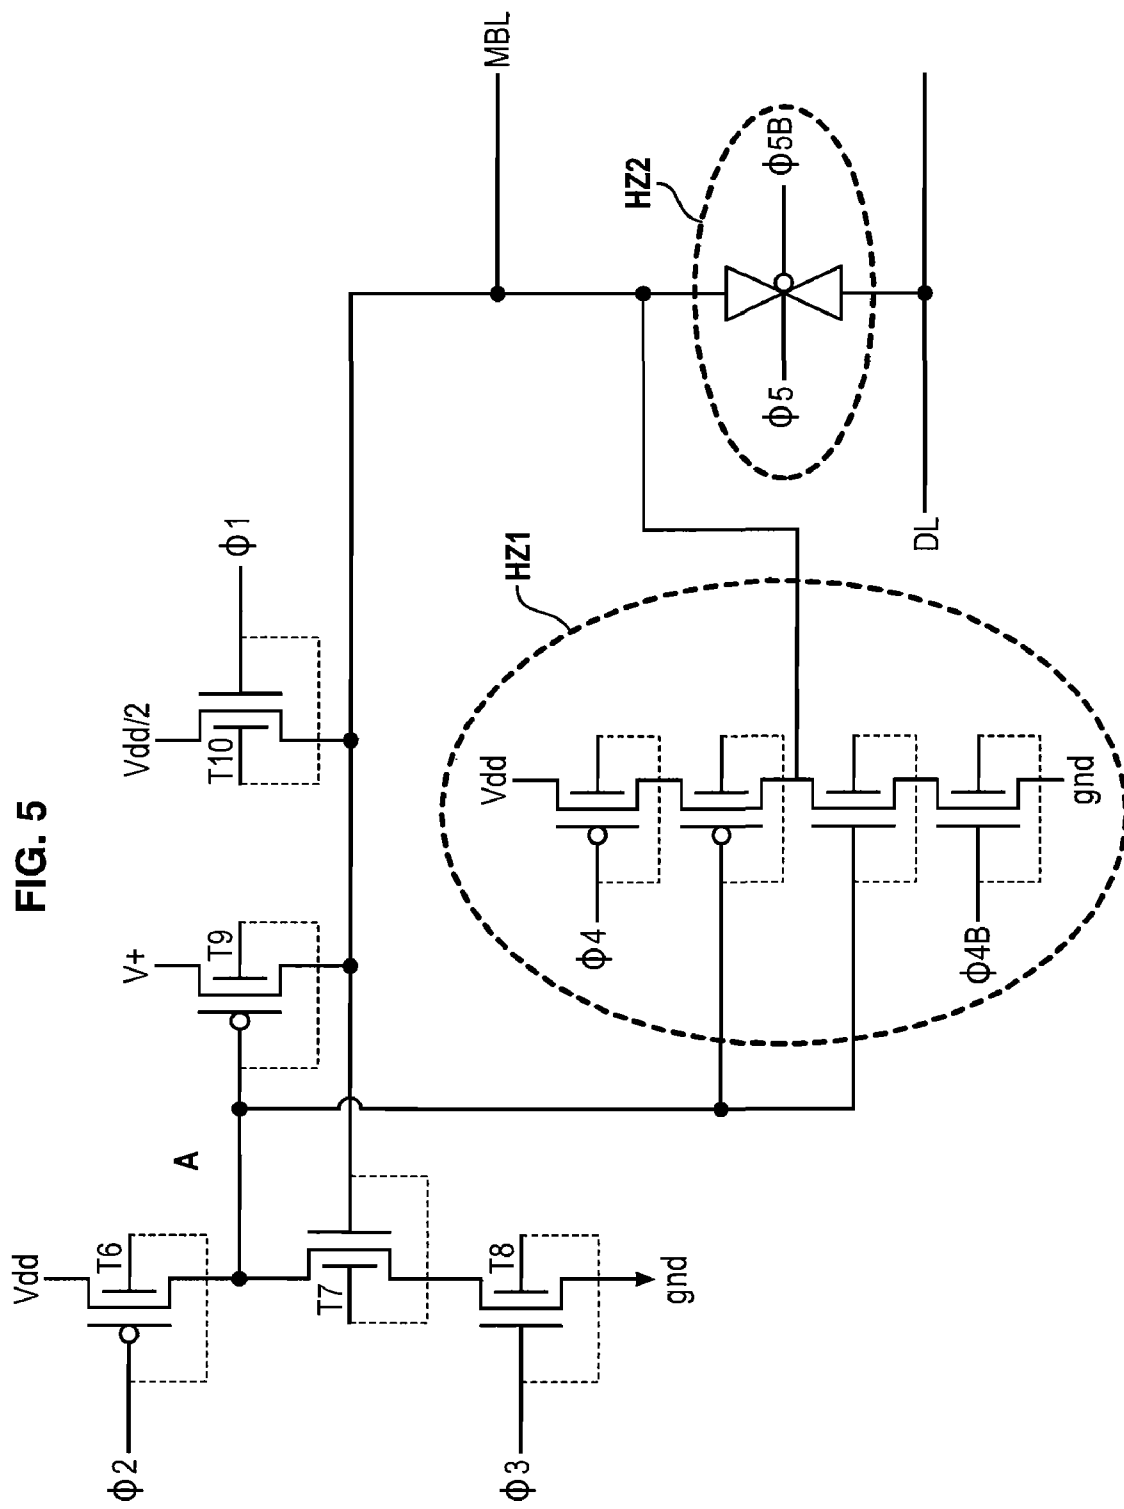 FIG. 5
Vdd
T6
ϕ2
A
T7
T8
ϕ3
gnd
V+
T9
Vdd/2
T10
ϕ1
MBL
HZ1
Vdd
ϕ4
ϕ4B
gnd
HZ2
ϕ5
ϕ5B
DL